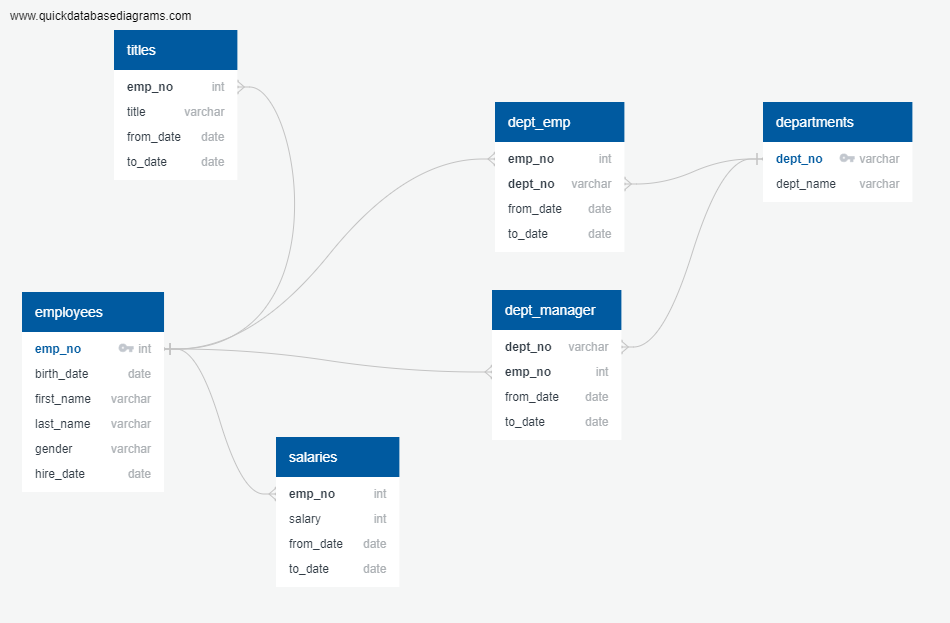 www.quickdatabasediagrams.com
titles
emp_no int
title varchar
from_date date
to_date date
dept_emp
emp_no int
dept_no varchar
from_date date
to_date date
departments
dept_no varchar
dept_name varchar
employees
emp_no int
birth_date date
first_name varchar
last_name varchar
gender varchar
hire_date date
dept_manager
dept_no varchar
emp_no int
from_date date
to_date date
salaries
emp_no int
salary int
from_date date
to_date date